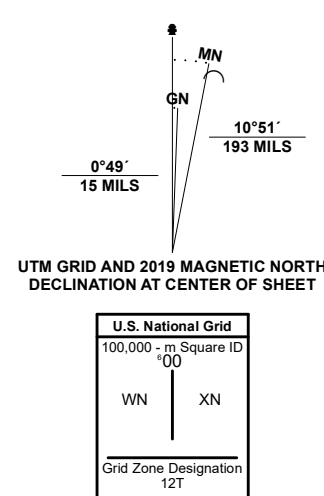 MN
GN
0°49´
15 MILS
10°51´
193 MILS
UTM GRID AND 2019 MAGNETIC NORTH
DECLINATION AT CENTER OF SHEET
U.S. National Grid
100,000 - m Square ID
⁶00
WN XN
Grid Zone Designation
12T